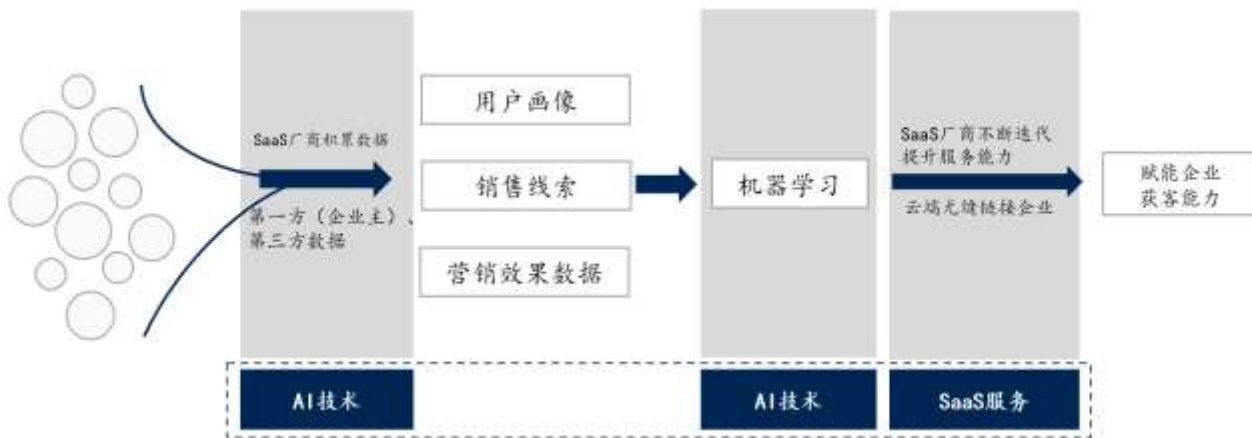 SaaS厂商积累数据
第一方（企业主）、
第三方数据
用户画像
销售线索
营销效果数据
机器学习
SaaS厂商不断迭代
提升服务能力
云端无缝链接企业
赋能企业
获客能力
AI技术
AI技术
SaaS服务